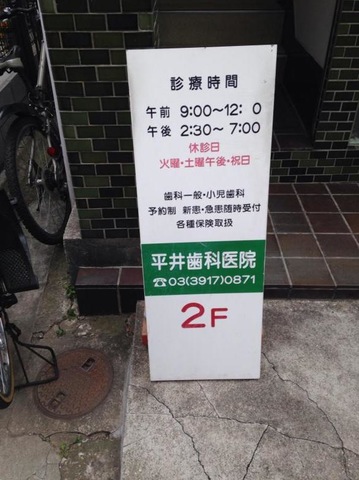 診療時間
午前 9:00~12: 0
午後 2:30~7:00
休診日
火曜・土曜午後・祝日
歯科一般・小児歯科
予約制 新患・急患随時受付
各種保険取扱
平井歯科医院
☎03(3917)0871
2F